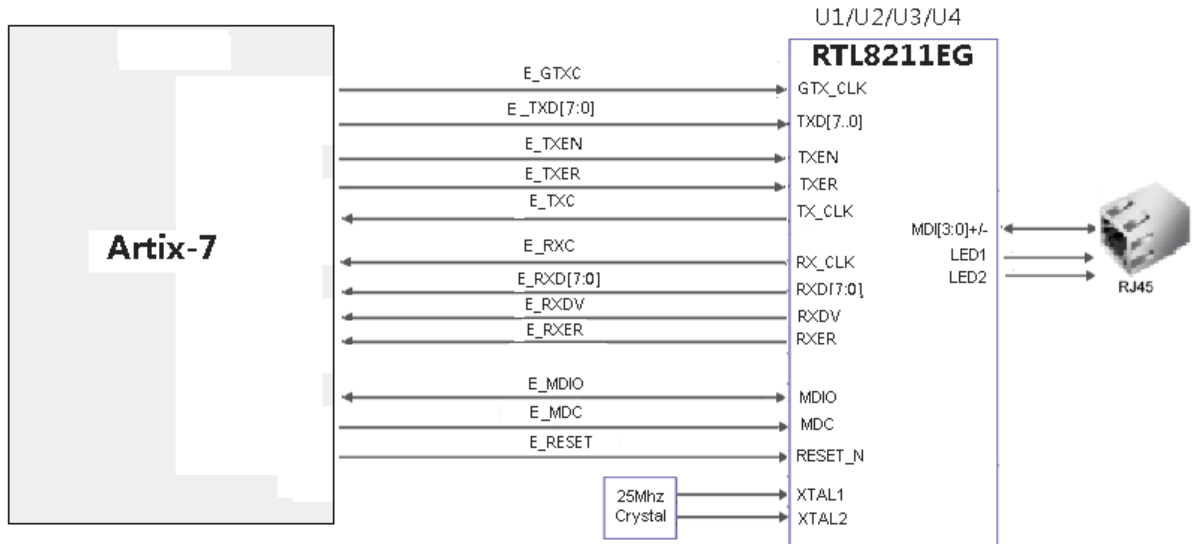 U1/U2/U3/U4
RTL8211EG
E_GTXC
GTX_CLK
E_TXD[7:0]
TXD[7..0]
E_TXEN
TXEN
E_TXER
TXER
E_TXC
TX_CLK
Artix-7
MDI[3:0]+/-
E_RXC
LED1
RX_CLK
LED2
E_RXD[7:0]
RXD[7:0]
RJ45
E_RXDV
RXDV
E_RXER
RXER
E_MDIO
MDIO
E_MDC
MDC
E_RESET
RESET_N
25Mhz
Crystal
XTAL1
XTAL2